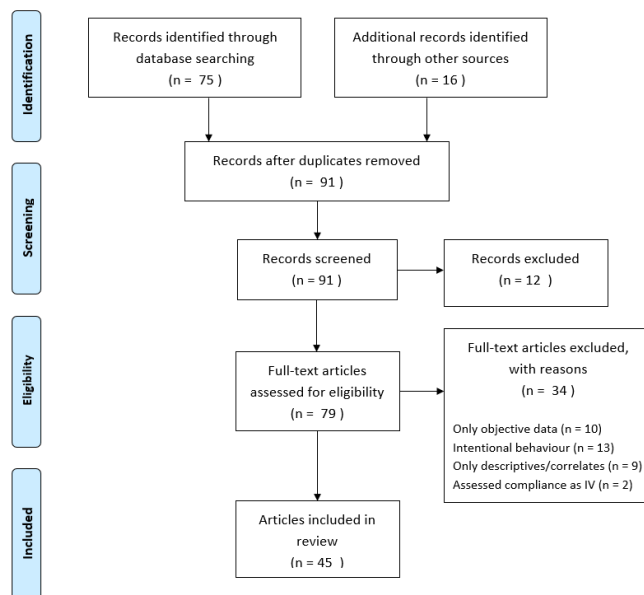 Identification
Records identified through
database searching
(n =  75 )
Additional records identified
through other sources
(n = 16 )
Records after duplicates removed
(n =  91 )
Screening
Records screened
(n = 91 )
Records excluded
(n = 12 )
Eligibility
Full-text articles
assessed for eligibility
(n =  79 )
Full-text articles excluded,
with reasons
(n =  34 )
Only objective data (n = 10)
Intentional behaviour (n = 13)
Only descriptives/correlates (n = 9)
Assessed compliance as IV (n = 2)
Included
Articles included in
review
(n = 45 )